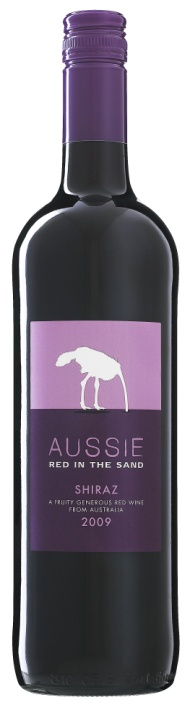 AUSSIE
RED IN THE SAND
SHIRAZ
A FRUITY GENEROUS RED WINE
FROM AUSTRALIA
2009